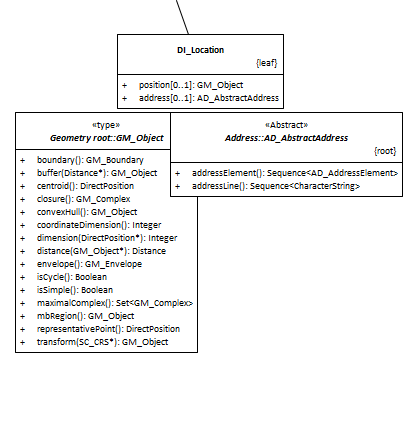 DI_Location
{leaf}
+ position[0..1]: GM_Object
+ address[0..1]: AD_AbstractAddress
«type»
Geometry root::GM_Object
+ boundary(): GM_Boundary
+ buffer(Distance*): GM_Object
+ centroid(): DirectPosition
+ closure(): GM_Complex
+ convexHull(): GM_Object
+ coordinateDimension(): Integer
+ dimension(DirectPosition*): Integer
+ distance(GM_Object*): Distance
+ envelope(): GM_Envelope
+ isCycle(): Boolean
+ isSimple(): Boolean
+ maximalComplex(): Set<GM_Complex>
+ mbRegion(): GM_Object
+ representativePoint(): DirectPosition
+ transform(SC_CRS*): GM_Object
«Abstract»
Address::AD_AbstractAddress
{root}
+ addressElement(): Sequence<AD_AddressElement>
+ addressLine(): Sequence<CharacterString>